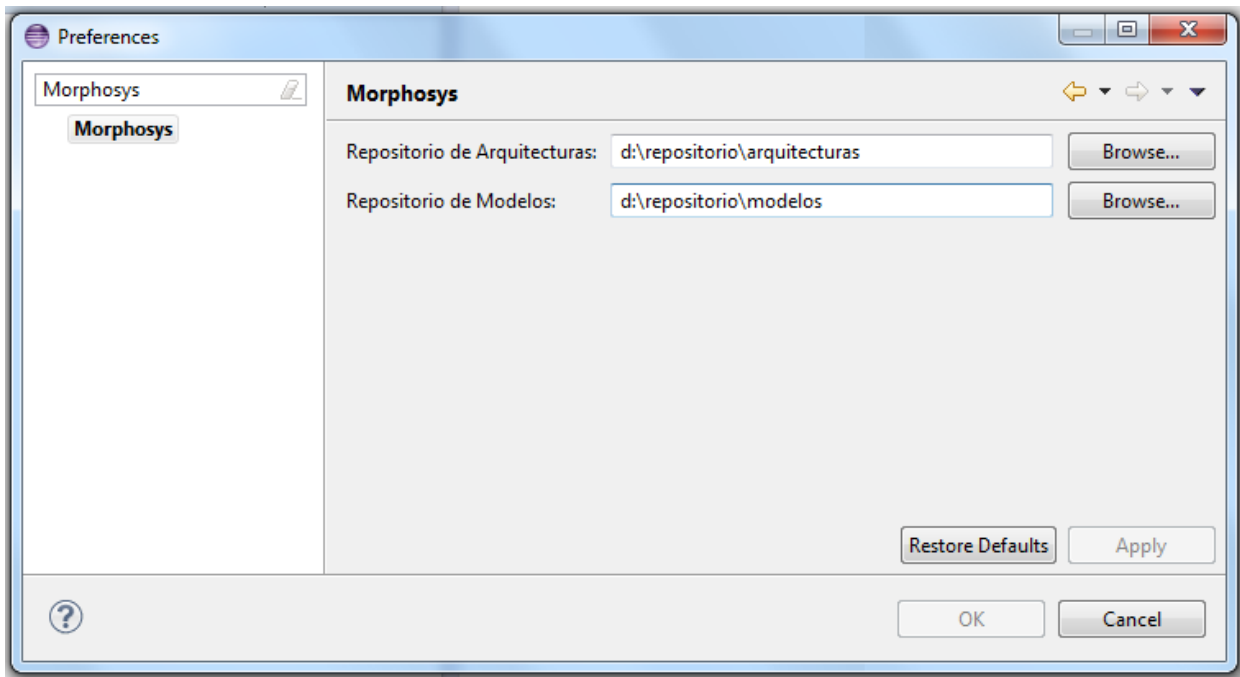 Preferences
Morphosys
Morphosys
Morphosys
Repositorio de Arquitecturas: d:\repositorio\arquitecturas Browse...
Repositorio de Modelos: d:\repositorio\modelos Browse...
Restore Defaults Apply
? OK Cancel